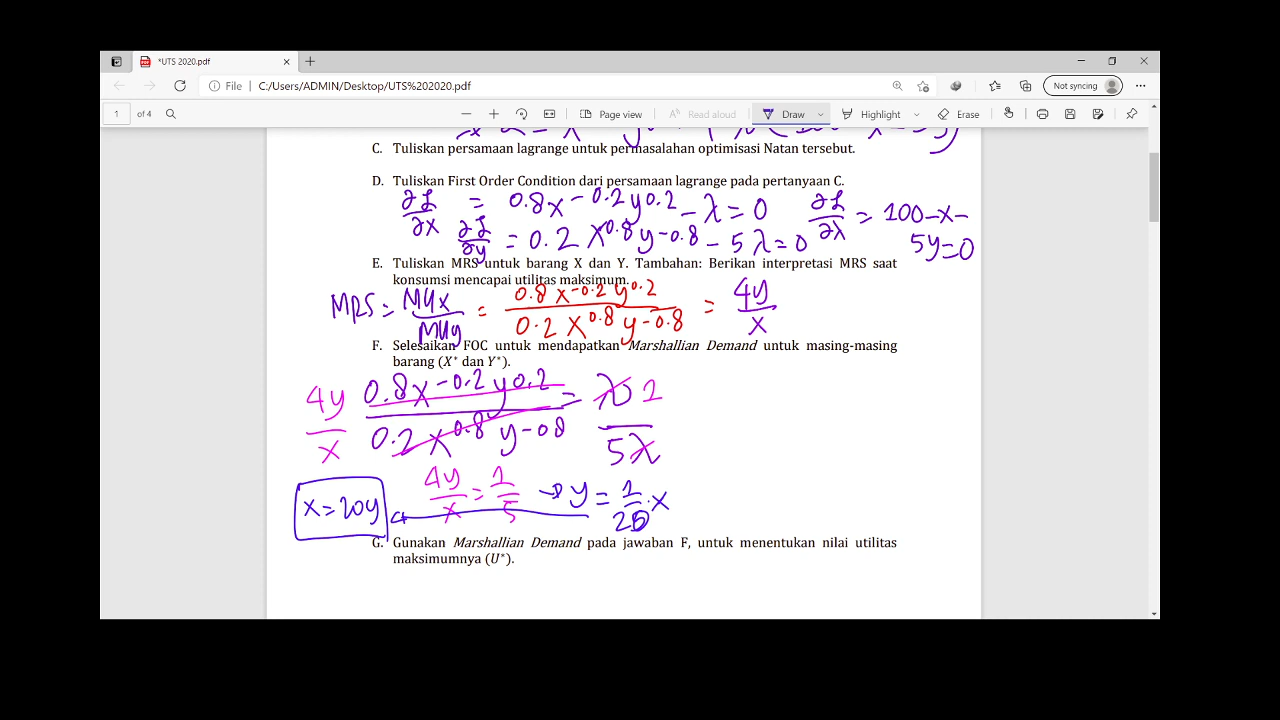 *UTS 2020.pdf
File | C:/Users/ADMIN/Desktop/UTS%202020.pdf
Not syncing
1 of 4
Page view
Read aloud
Draw
Highlight
Erase
C. Tuliskan persamaan lagrange untuk permasalahan optimisasi Natan tersebut.
D. Tuliskan First Order Condition dari persamaan lagrange pada pertanyaan C.
∂ℒ/∂x = 0.8x^-0.2 y^0.2 - λ = 0
∂ℒ/∂λ = 100-x-5y=0
∂ℒ/∂y = 0.2 x^0.8 y^-0.8 - 5λ=0
E. Tuliskan MRS untuk barang X dan Y. Tambahan: Berikan interpretasi MRS saat
konsumsi mencapai utilitas maksimum.
MRS = MUx/MUy = 0.8x^-0.2 y^0.2 / 0.2 x^0.8 y^-0.8 = 4y/x
F. Selesaikan FOC untuk mendapatkan Marshallian Demand untuk masing-masing
barang (X* dan Y*).
4y/x 0.8x^-0.2 y^0.2 / 0.2x^0.8 y^-0.8 = λ 1 / 5λ
4y/x = 1/5 → y = 1/20 · x
x=20y
G. Gunakan Marshallian Demand pada jawaban F, untuk menentukan nilai utilitas
maksimumnya (U*).